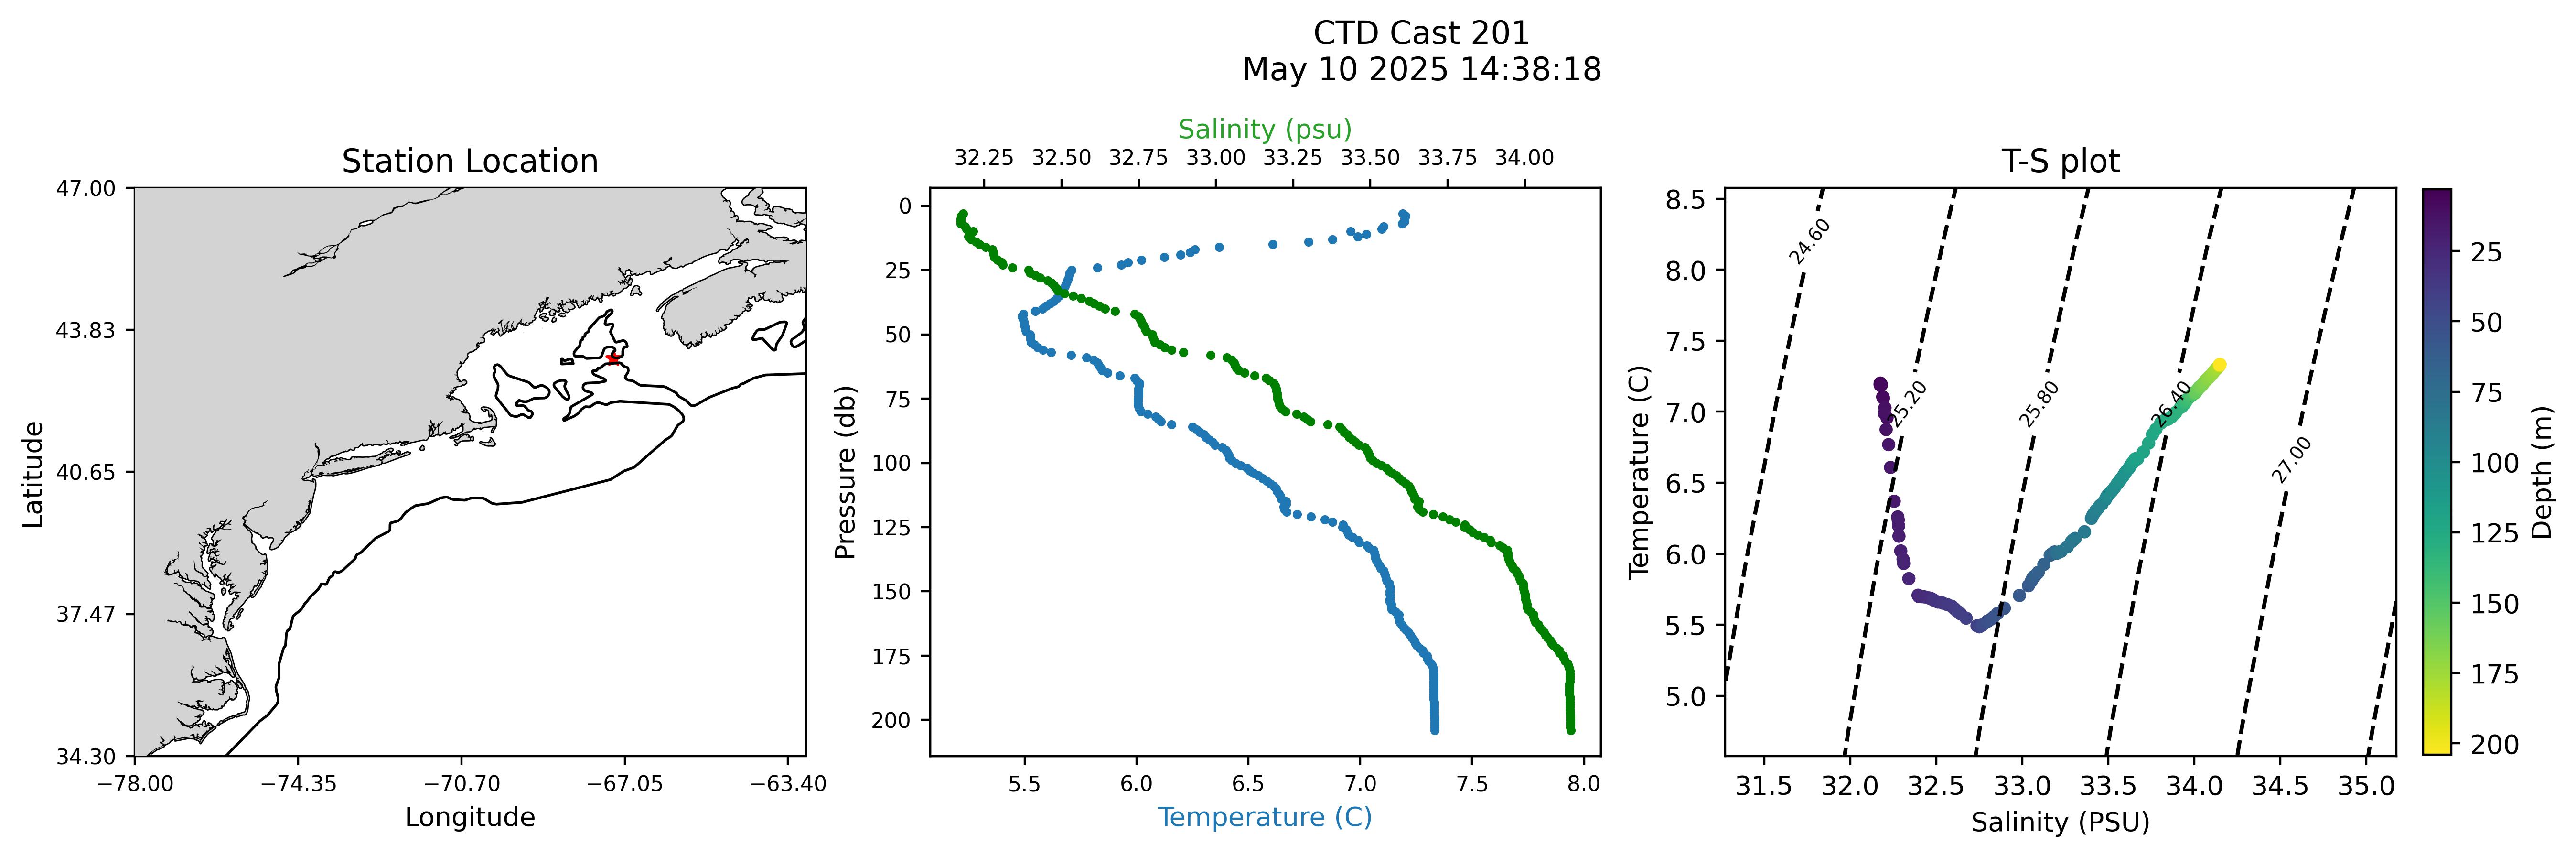 CTD Cast 201
May 10 2025 14:38:18
Station Location
47.00
43.83
40.65
37.47
34.30
Latitude
−78.00 −74.35 −70.70 −67.05 −63.40
Longitude
Salinity (psu)
32.25 32.50 32.75 33.00 33.25 33.50 33.75 34.00
0
25
50
75
100
125
150
175
200
Pressure (db)
5.5 6.0 6.5 7.0 7.5 8.0
Temperature (C)
T-S plot
8.5
8.0
7.5
7.0
6.5
6.0
5.5
5.0
Temperature (C)
24.60
25.20
25.80
26.40
27.00
31.5 32.0 32.5 33.0 33.5 34.0 34.5 35.0
Salinity (PSU)
25
50
75
100
125
150
175
200
Depth (m)